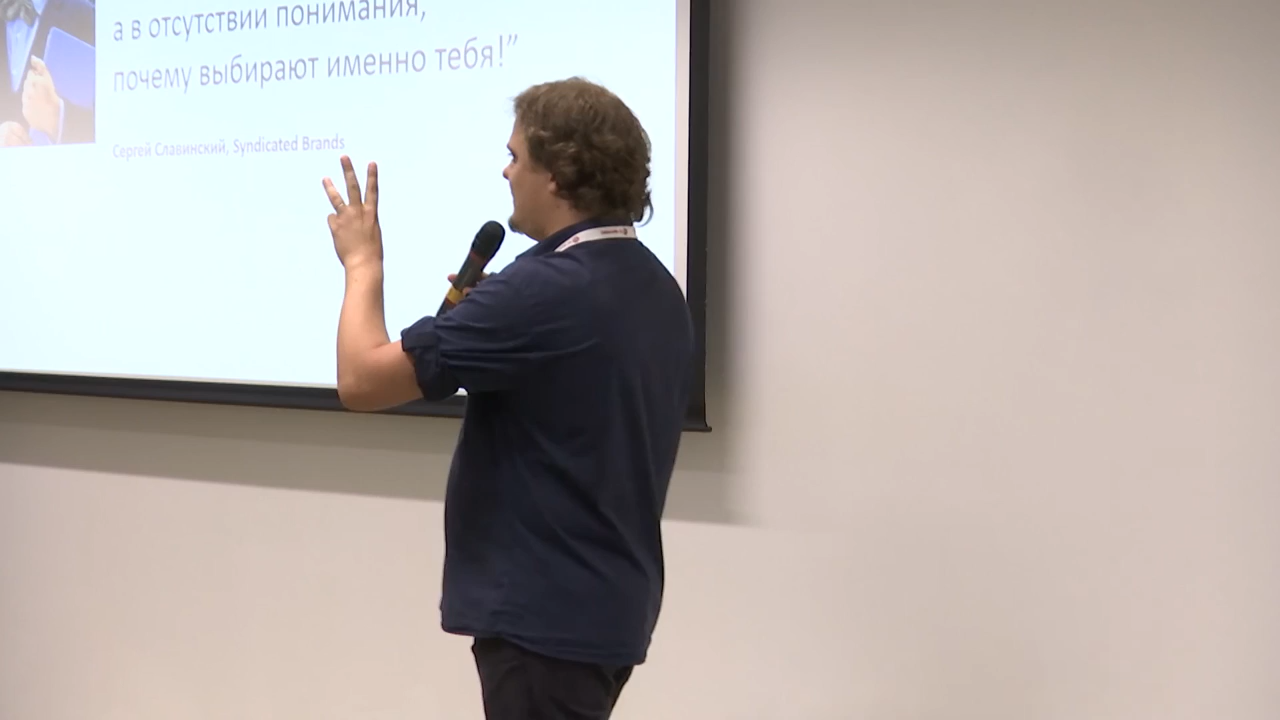 а в отсутствии понимания,
почему выбирают именно тебя!”
Сергей Славинский, Syndicated Brands